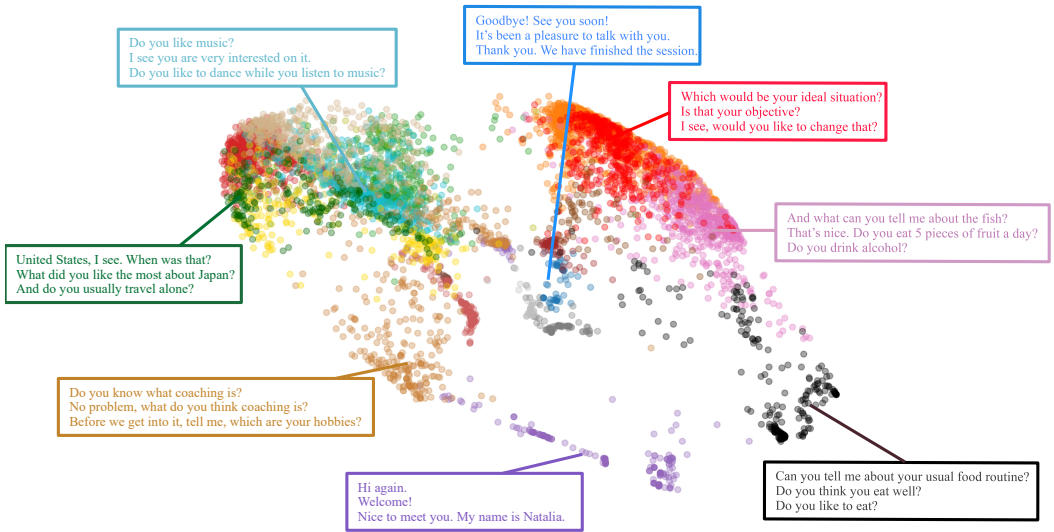 Goodbye! See you soon!
It's been a pleasure to talk with you.
Thank you. We have finished the session.
Do you like music?
I see you are very interested on it.
Do you like to dance while you listen to music?
Which would be your ideal situation?
Is that your objective?
I see, would you like to change that?
And what can you tell me about the fish?
That's nice. Do you eat 5 pieces of fruit a day?
Do you drink alcohol?
United States, I see. When was that?
What did you like the most about Japan?
And do you usually travel alone?
Do you know what coaching is?
No problem, what do you think coaching is?
Before we get into it, tell me, which are your hobbies?
Can you tell me about your usual food routine?
Do you think you eat well?
Do you like to eat?
Hi again.
Welcome!
Nice to meet you. My name is Natalia.